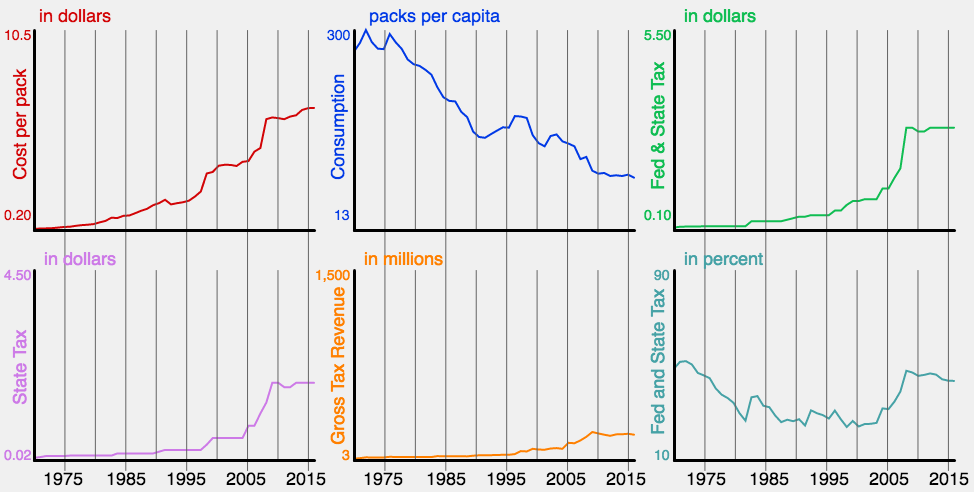 in dollars
10.5
Cost per pack
0.20
packs per capita
300
Consumption
13
in dollars
5.50
Fed & State Tax
0.10
in dollars
4.50
State Tax
0.02
1975 1985 1995 2005 2015
in millions
1,500
Gross Tax Revenue
3
1975 1985 1995 2005 2015
in percent
90
Fed and State Tax
10
1975 1985 1995 2005 2015